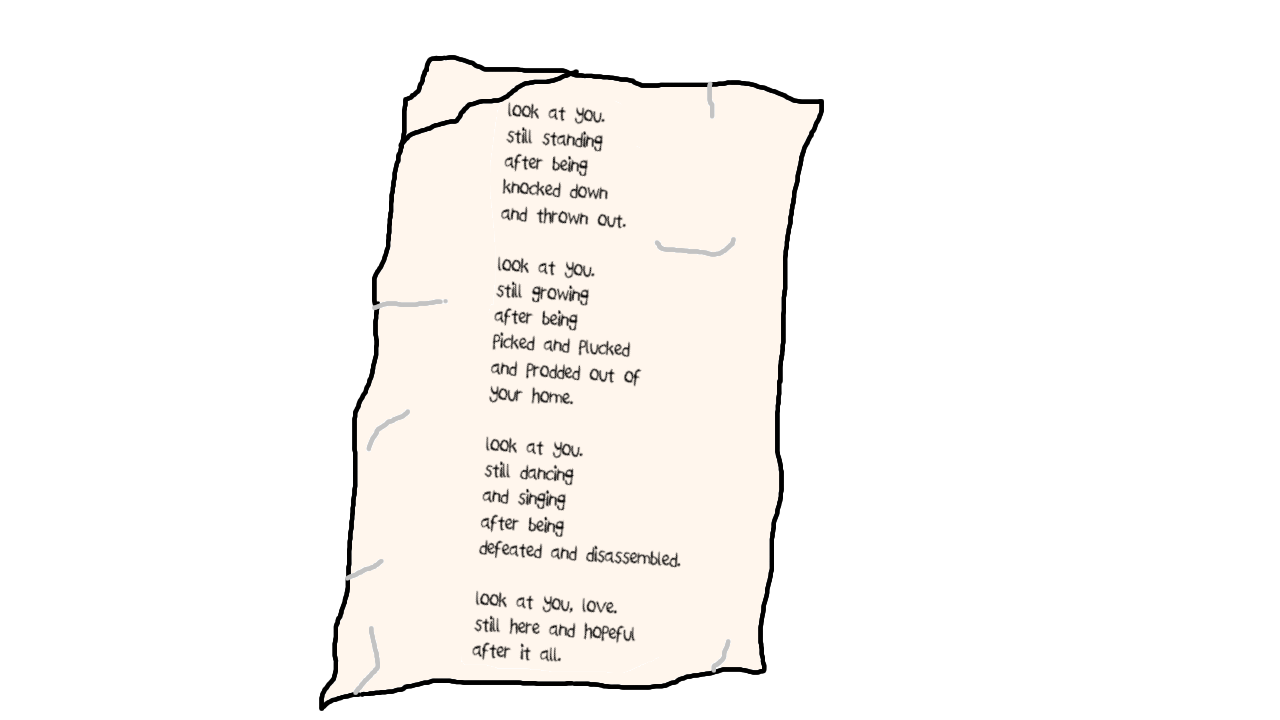 look at you.
still standing
after being
knocked down
and thrown out.
look at you.
still growing
after being
picked and plucked
and prodded out of
your home.
look at you.
still dancing
and singing
after being
defeated and disassembled.
look at you, love.
still here and hopeful
after it all.